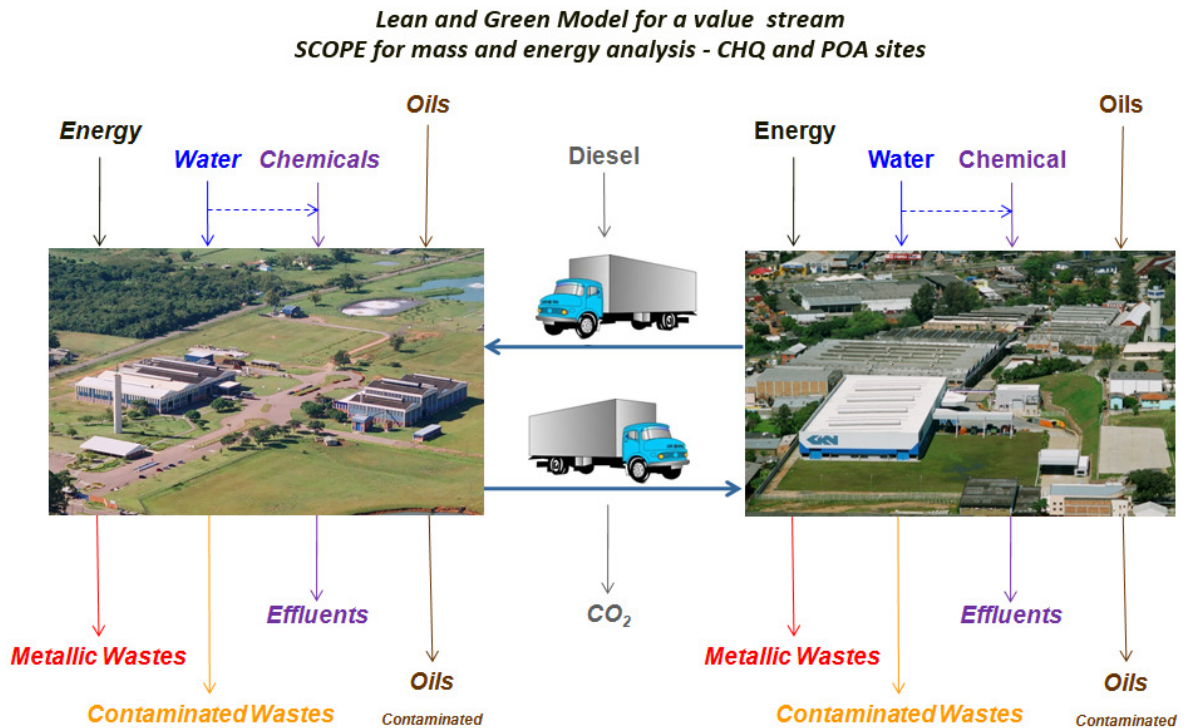 Lean and Green Model for a value stream
SCOPE for mass and energy analysis - CHQ and POA sites
Oils
Energy
Water
Chemicals
Diesel
Oils
Energy
Water
Chemical
GKN
Metallic Wastes
Contaminated Wastes
Effluents
Oils
Contaminated
CO₂
Metallic Wastes
Contaminated Wastes
Effluents
Oils
Contaminated